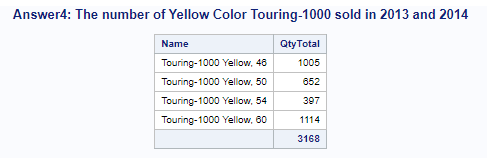 Answer4: The number of Yellow Color Touring-1000 sold in 2013 and 2014
Name QtyTotal
Touring-1000 Yellow, 46 1005
Touring-1000 Yellow, 50 652
Touring-1000 Yellow, 54 397
Touring-1000 Yellow, 60 1114
3168